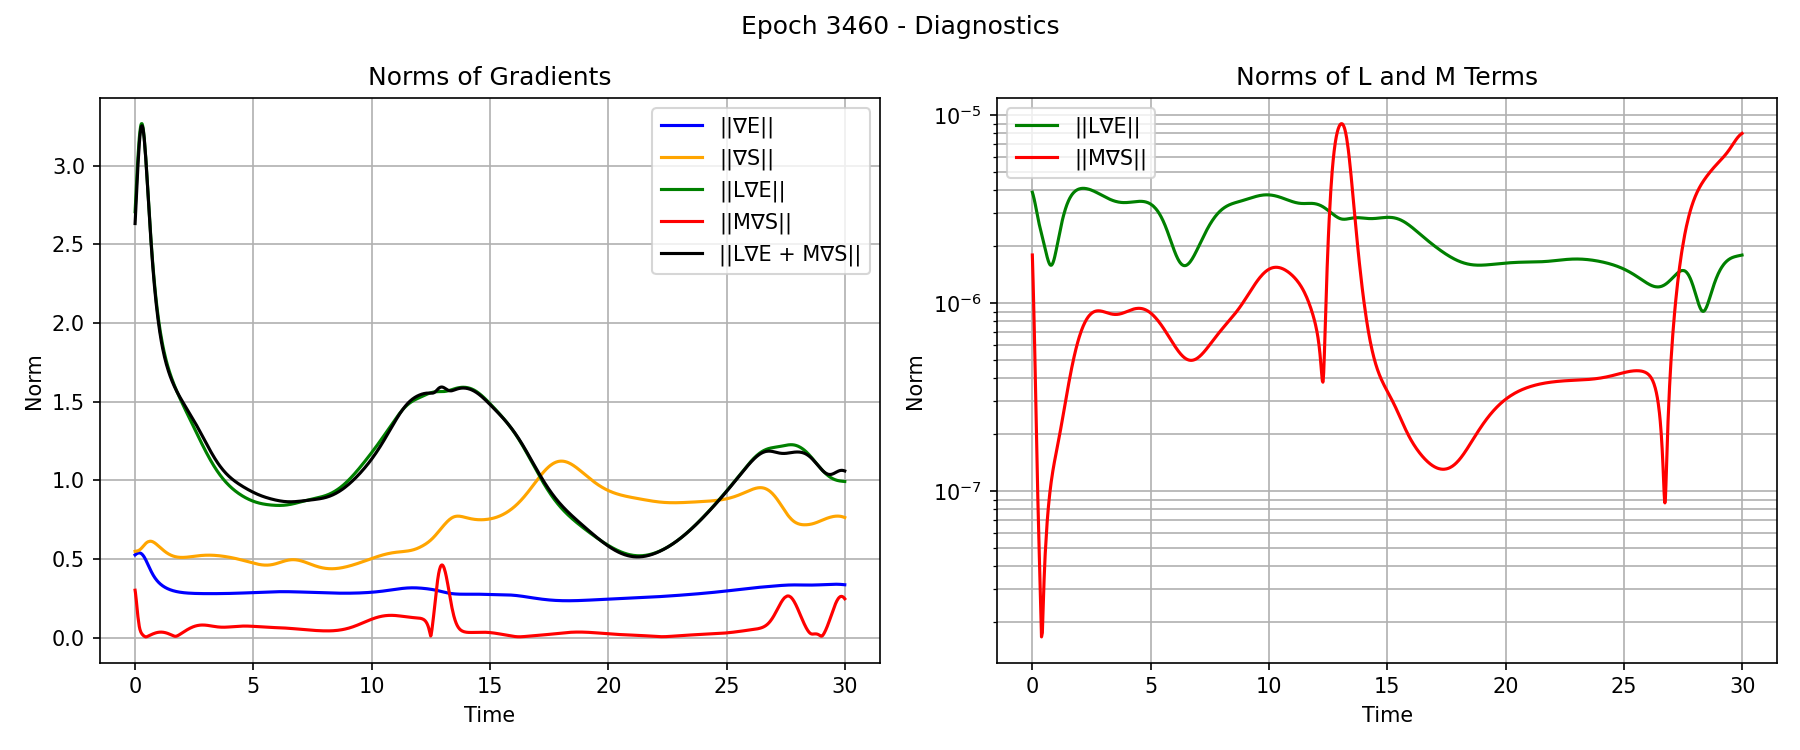 Epoch 3460 - Diagnostics
Norms of Gradients
Norm
3.0
2.5
2.0
1.5
1.0
0.5
0.0
||∇E||
||∇S||
||L∇E||
||M∇S||
||L∇E + M∇S||
0 5 10 15 20 25 30
Time
Norms of L and M Terms
Norm
10⁻⁵
10⁻⁶
10⁻⁷
||L∇E||
||M∇S||
0 5 10 15 20 25 30
Time